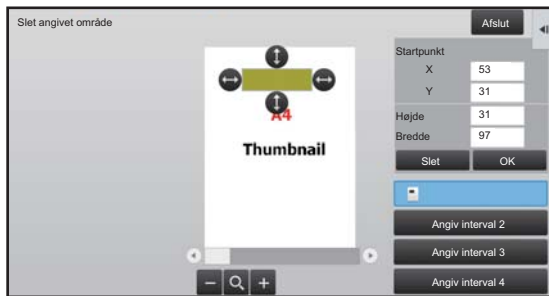 Slet angivet område
Afslut
A4
Thumbnail
Startpunkt
X 53
Y 31
Højde 31
Bredde 97
Slet OK
Angiv interval 2
Angiv interval 3
Angiv interval 4